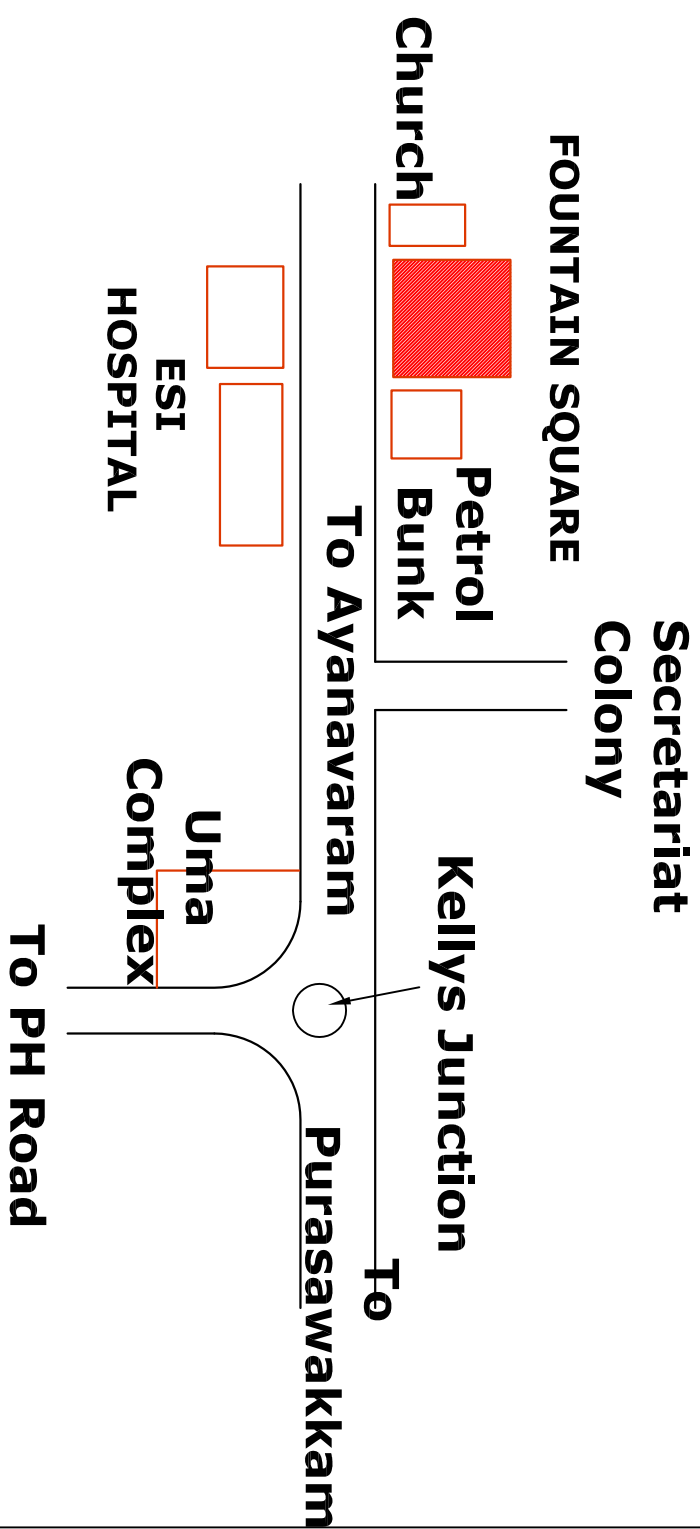 Secretariat
Colony
FOUNTAIN SQUARE
Church
Petrol
Bunk
Kellys Junction
To Ayanavaram
To
Purasawakkam
ESI
HOSPITAL
Uma
Complex
To PH Road